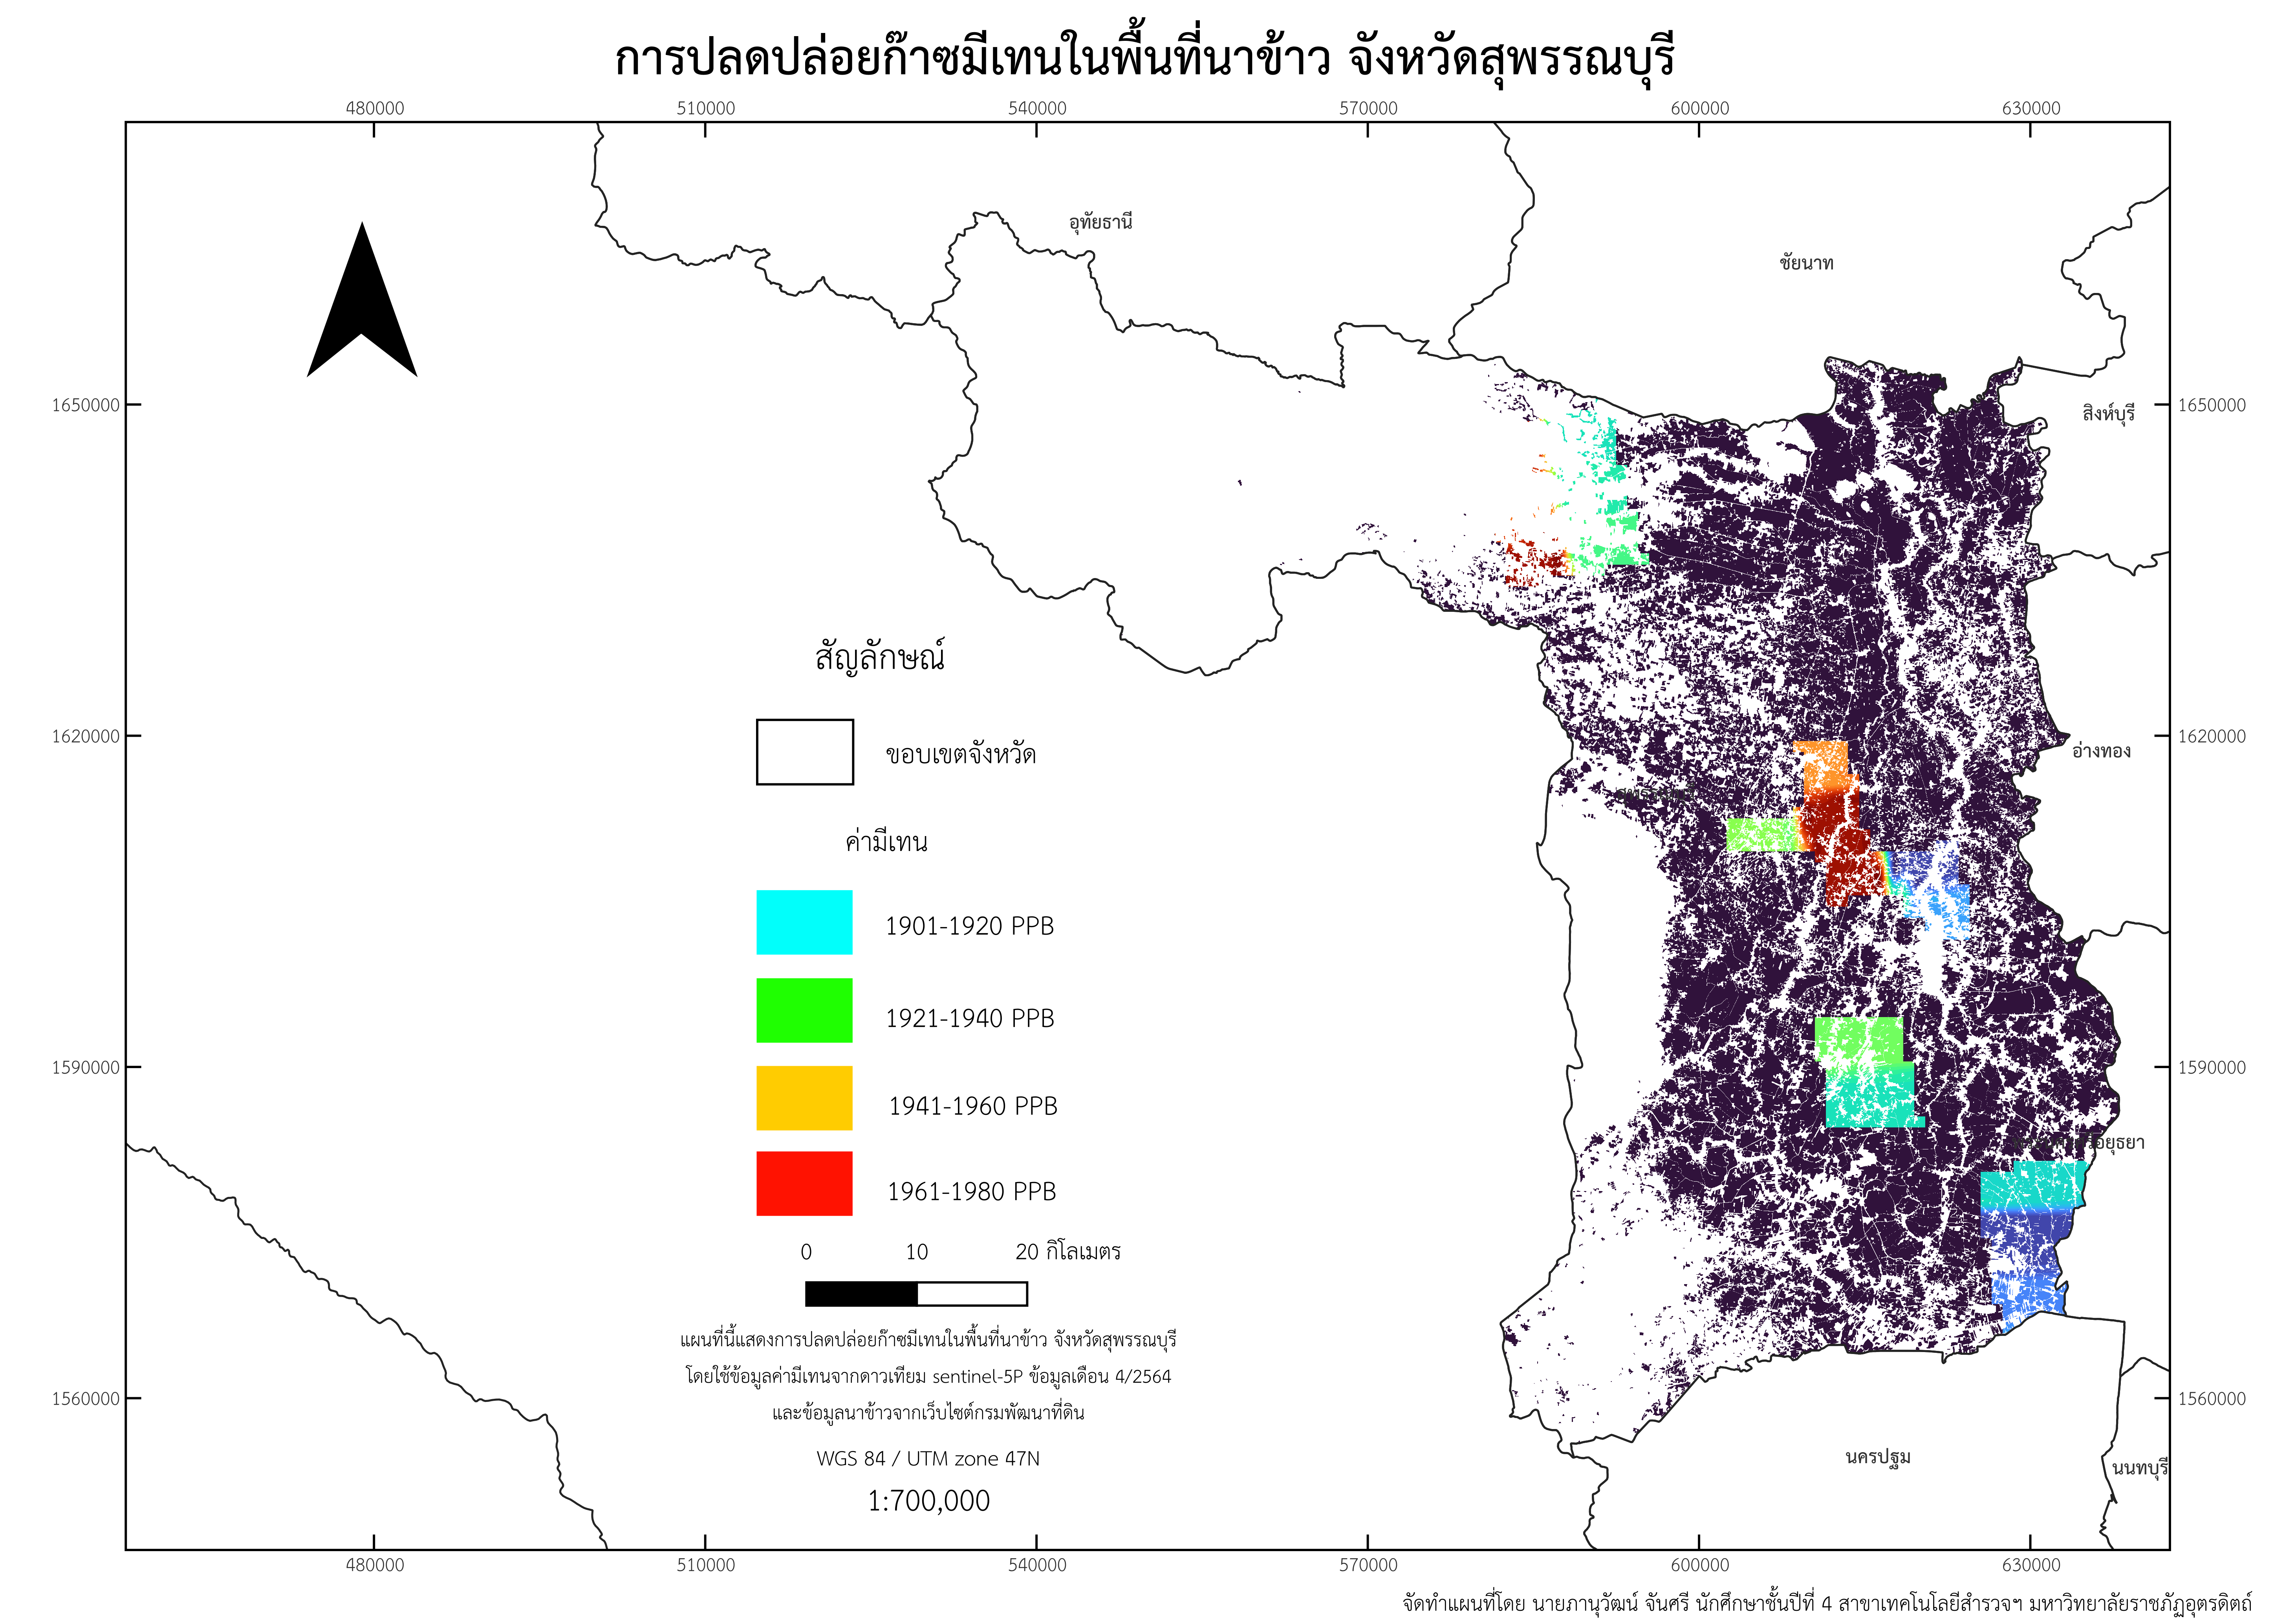 การปลดปล่อยก๊าซมีเทนในพื้นที่นาข้าว จังหวัดสุพรรณบุรี
480000 510000 540000 570000 600000 630000
อุทัยธานี
ชัยนาท
1650000
1650000
สิงห์บุรี
สัญลักษณ์
1620000
1620000
ขอบเขตจังหวัด
อ่างทอง
ค่ามีเทน
1901-1920 PPB
1921-1940 PPB
1590000
1590000
1941-1960 PPB
1961-1980 PPB
0 10 20 กิโลเมตร
แผนที่นี้แสดงการปลดปล่อยก๊าซมีเทนในพื้นที่นาข้าว จังหวัดสุพรรณบุรี
โดยใช้ข้อมูลค่ามีเทนจากดาวเทียม sentinel-5P ข้อมูลเดือน 4/2564
1560000
1560000
และข้อมูลนาข้าวจากเว็บไซต์กรมพัฒนาที่ดิน
WGS 84 / UTM zone 47N
นครปฐม
นนทบุรี
1:700,000
480000 510000 540000 570000 600000 630000
จัดทำแผนที่โดย นายภานุวัฒน์ จันศรี นักศึกษาชั้นปีที่ 4 สาขาเทคโนโลยีสำรวจฯ มหาวิทยาลัยราชภัฏอุตรดิตถ์